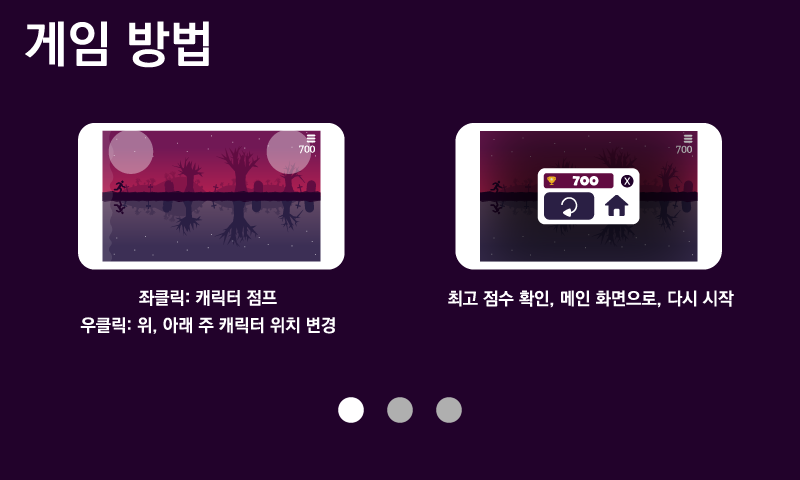 게임 방법
700
700
700
X
좌클릭: 캐릭터 점프
우클릭: 위, 아래 주 캐릭터 위치 변경
최고 점수 확인, 메인 화면으로, 다시 시작